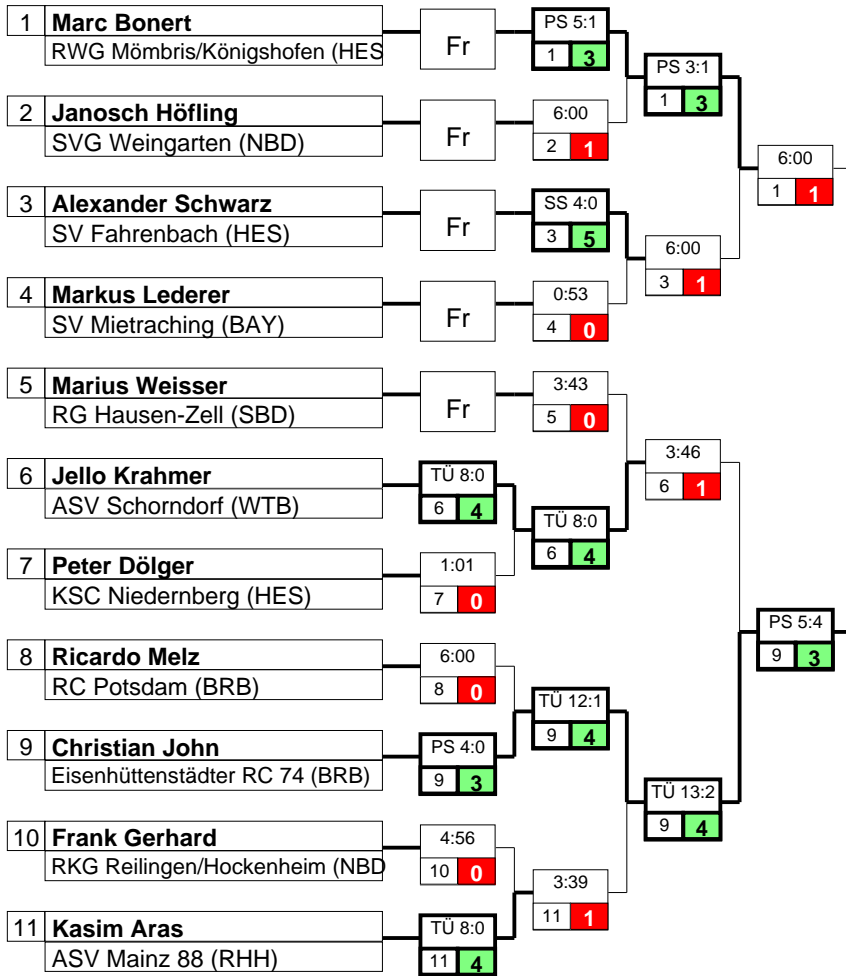 1 Marc Bonert
RWG Mömbris/Königshofen (HES
Fr
PS 5:1
1 3
PS 3:1
1 3
2 Janosch Höfling
SVG Weingarten (NBD)
Fr
6:00
2 1
6:00
1 1
3 Alexander Schwarz
SV Fahrenbach (HES)
Fr
SS 4:0
3 5
6:00
3 1
4 Markus Lederer
SV Mietraching (BAY)
Fr
0:53
4 0
5 Marius Weisser
RG Hausen-Zell (SBD)
Fr
3:43
5 0
3:46
6 1
6 Jello Krahmer
ASV Schorndorf (WTB)
TÜ 8:0
6 4
TÜ 8:0
6 4
7 Peter Dölger
KSC Niedernberg (HES)
1:01
7 0
PS 5:4
9 3
8 Ricardo Melz
RC Potsdam (BRB)
6:00
8 0
TÜ 12:1
9 4
9 Christian John
Eisenhüttenstädter RC 74 (BRB)
PS 4:0
9 3
TÜ 13:2
9 4
10 Frank Gerhard
RKG Reilingen/Hockenheim (NBD
4:56
10 0
3:39
11 1
11 Kasim Aras
ASV Mainz 88 (RHH)
TÜ 8:0
11 4